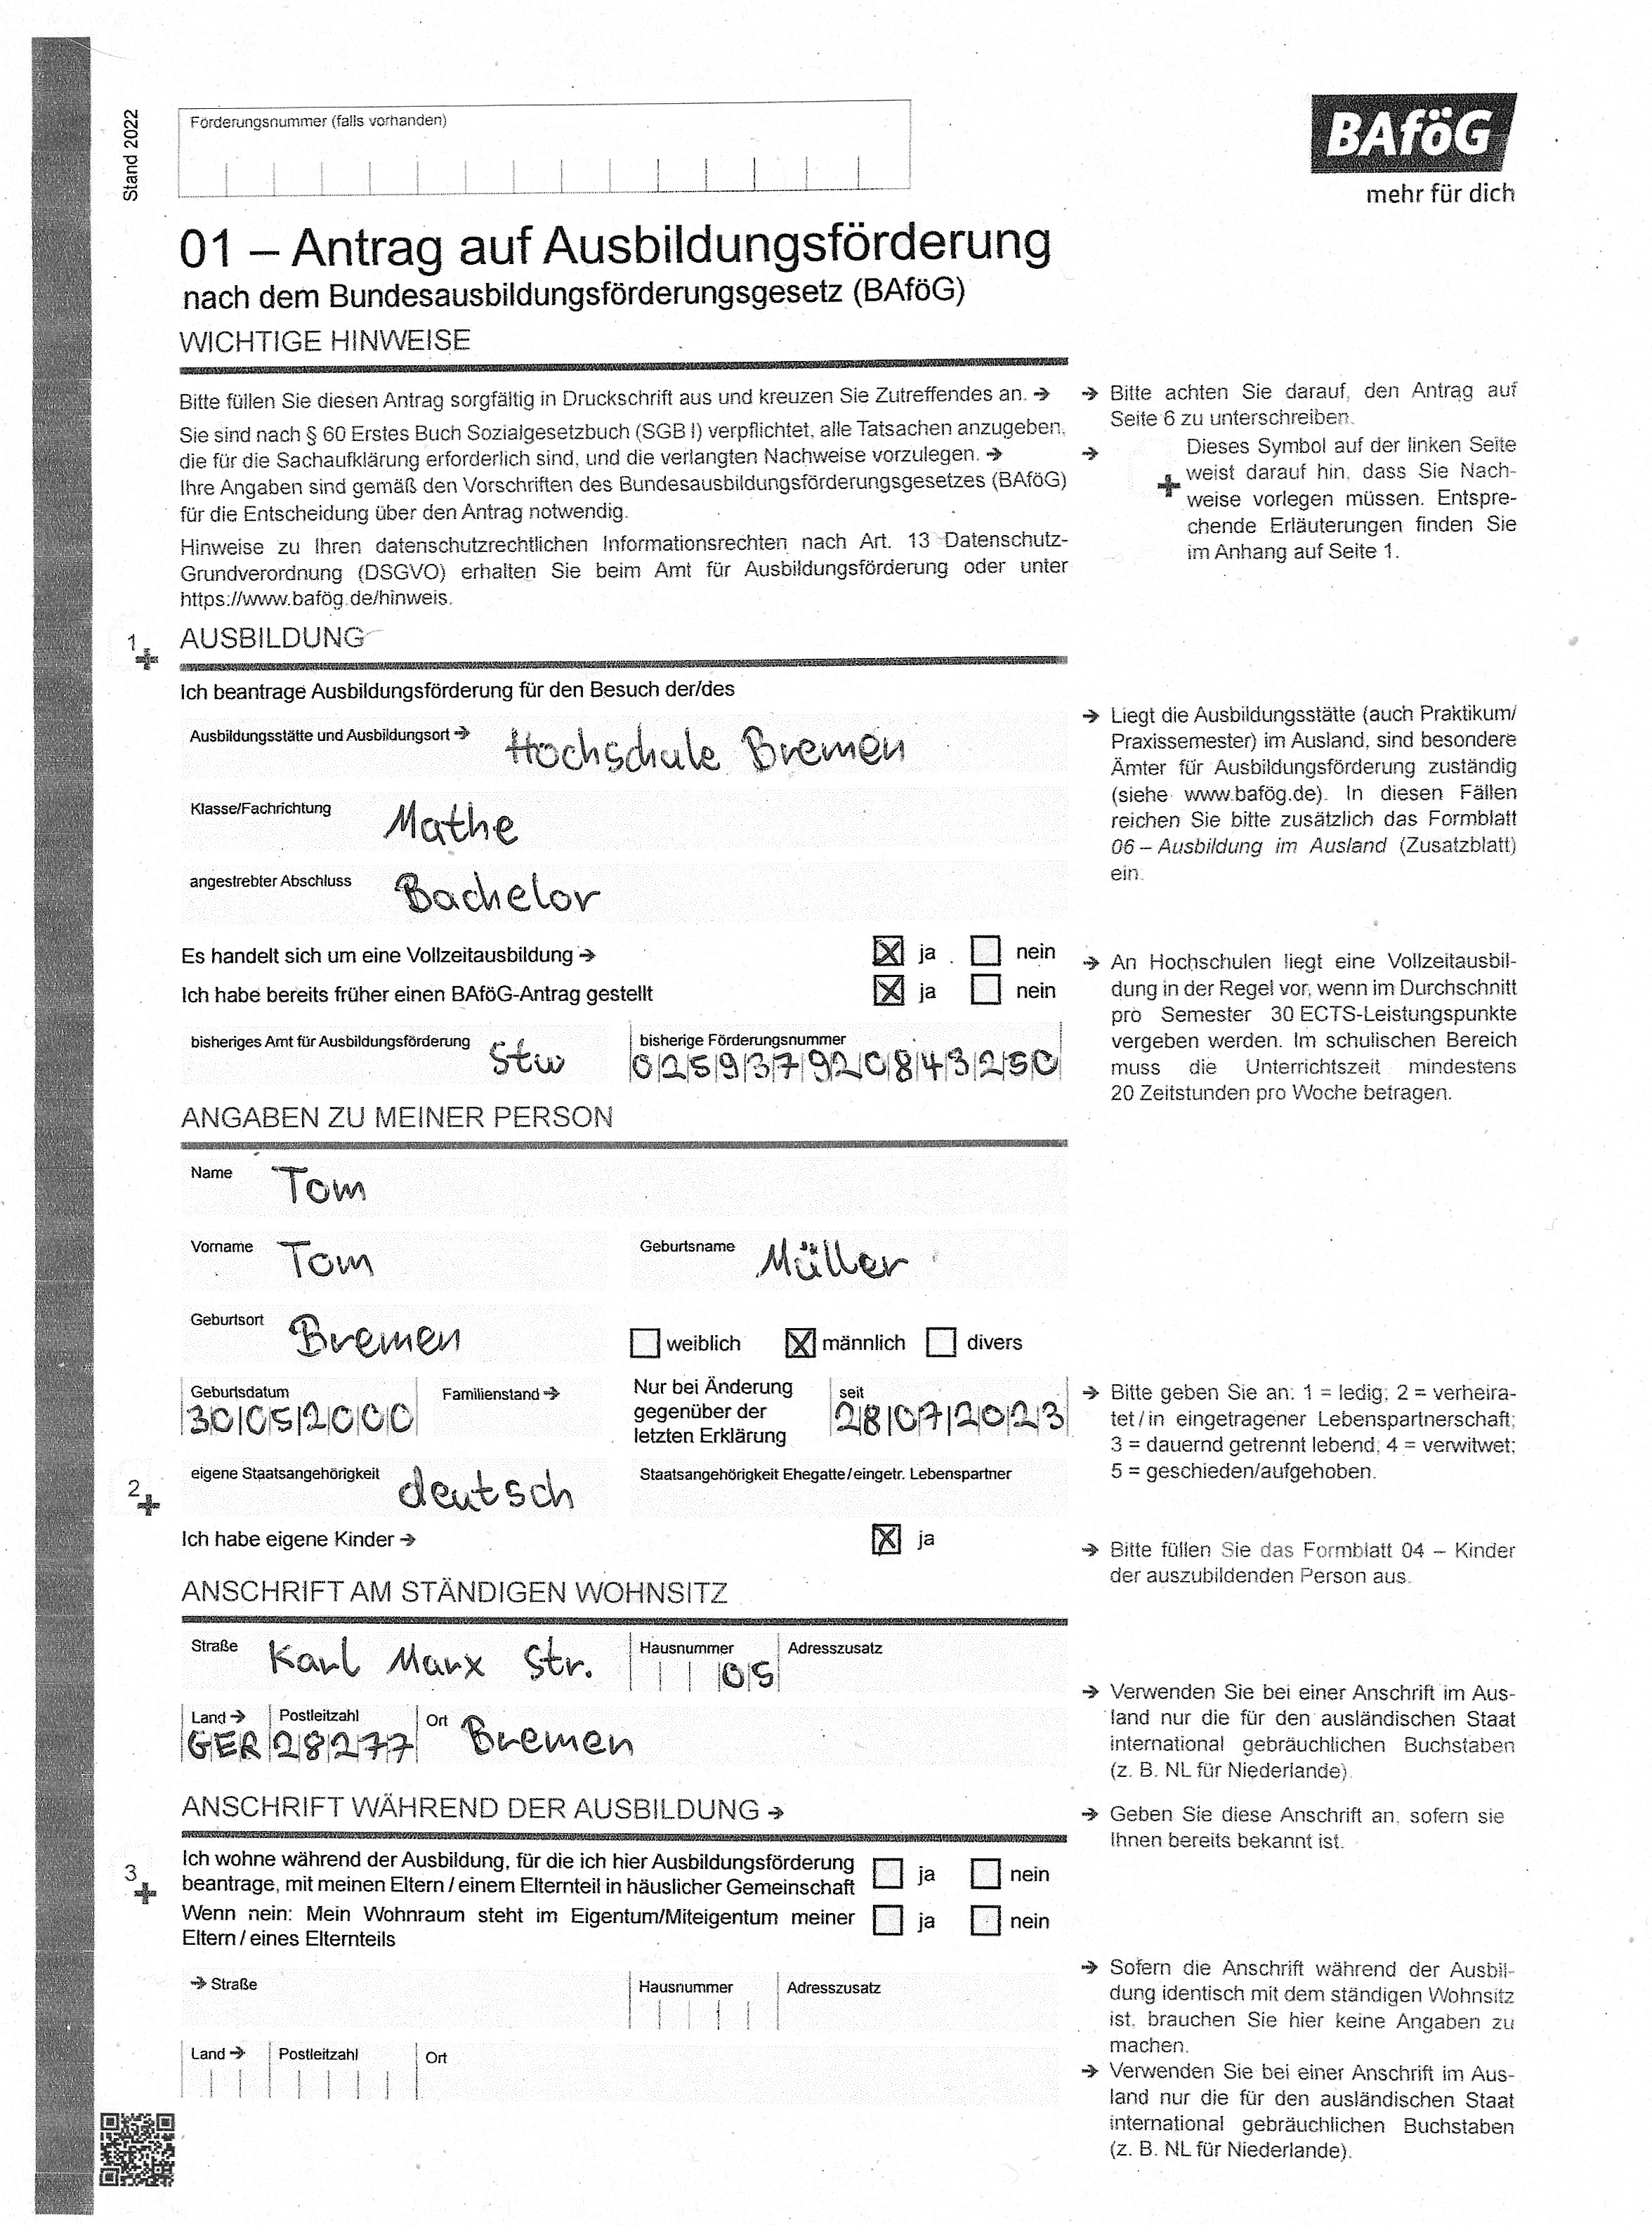 Stand 2022
Förderungsnummer (falls vorhanden)
BAföG
mehr für dich
01 – Antrag auf Ausbildungsförderung
nach dem Bundesausbildungsförderungsgesetz (BAföG)
WICHTIGE HINWEISE
Bitte füllen Sie diesen Antrag sorgfältig in Druckschrift aus und kreuzen Sie Zutreffendes an. →
Sie sind nach § 60 Erstes Buch Sozialgesetzbuch (SGB I) verpflichtet, alle Tatsachen anzugeben,
die für die Sachaufklärung erforderlich sind, und die verlangten Nachweise vorzulegen. →
Ihre Angaben sind gemäß den Vorschriften des Bundesausbildungsförderungsgesetzes (BAföG)
für die Entscheidung über den Antrag notwendig.
Hinweise zu Ihren datenschutzrechtlichen Informationsrechten nach Art. 13 Datenschutz-
Grundverordnung (DSGVO) erhalten Sie beim Amt für Ausbildungsförderung oder unter
https://www.bafög.de/hinweis.
→ Bitte achten Sie darauf, den Antrag auf
Seite 6 zu unterschreiben.
→ Dieses Symbol auf der linken Seite
+ weist darauf hin, dass Sie Nach-
weise vorlegen müssen. Entspre-
chende Erläuterungen finden Sie
im Anhang auf Seite 1.
1 + AUSBILDUNG
Ich beantrage Ausbildungsförderung für den Besuch der/des
Ausbildungsstätte und Ausbildungsort → Hochschule Bremen
Klasse/Fachrichtung Mathe
angestrebter Abschluss Bachelor
→ Liegt die Ausbildungsstätte (auch Praktikum/
Praxissemester) im Ausland, sind besondere
Ämter für Ausbildungsförderung zuständig
(siehe www.bafög.de). In diesen Fällen
reichen Sie bitte zusätzlich das Formblatt
06 – Ausbildung im Ausland (Zusatzblatt)
ein.
Es handelt sich um eine Vollzeitausbildung → X ja nein
Ich habe bereits früher einen BAföG-Antrag gestellt X ja nein
bisheriges Amt für Ausbildungsförderung Stw bisherige Förderungsnummer 025937920843250
→ An Hochschulen liegt eine Vollzeitausbil-
dung in der Regel vor, wenn im Durchschnitt
pro Semester 30 ECTS-Leistungspunkte
vergeben werden. Im schulischen Bereich
muss die Unterrichtszeit mindestens
20 Zeitstunden pro Woche betragen.
ANGABEN ZU MEINER PERSON
Name Tom
Vorname Tom Geburtsname Müller
Geburtsort Bremen weiblich X männlich divers
Geburtsdatum 30052000 Familienstand → Nur bei Änderung
gegenüber der
letzten Erklärung
seit 28072023
→ Bitte geben Sie an: 1 = ledig; 2 = verheira-
tet/in eingetragener Lebenspartnerschaft;
3 = dauernd getrennt lebend; 4 = verwitwet;
5 = geschieden/aufgehoben.
2 + eigene Staatsangehörigkeit deutsch Staatsangehörigkeit Ehegatte/eingetr. Lebenspartner
Ich habe eigene Kinder → X ja
→ Bitte füllen Sie das Formblatt 04 – Kinder
der auszubildenden Person aus.
ANSCHRIFT AM STÄNDIGEN WOHNSITZ
Straße Karl Marx Str. Hausnummer 05 Adresszusatz
Land → GER Postleitzahl 28277 Ort Bremen
→ Verwenden Sie bei einer Anschrift im Aus-
land nur die für den ausländischen Staat
international gebräuchlichen Buchstaben
(z. B. NL für Niederlande).
ANSCHRIFT WÄHREND DER AUSBILDUNG →
→ Geben Sie diese Anschrift an, sofern sie
Ihnen bereits bekannt ist.
3 + Ich wohne während der Ausbildung, für die ich hier Ausbildungsförderung
beantrage, mit meinen Eltern / einem Elternteil in häuslicher Gemeinschaft ja nein
Wenn nein: Mein Wohnraum steht im Eigentum/Miteigentum meiner
Eltern / eines Elternteils ja nein
→ Straße Hausnummer Adresszusatz
Land → Postleitzahl Ort
→ Sofern die Anschrift während der Ausbil-
dung identisch mit dem ständigen Wohnsitz
ist, brauchen Sie hier keine Angaben zu
machen.
→ Verwenden Sie bei einer Anschrift im Aus-
land nur die für den ausländischen Staat
international gebräuchlichen Buchstaben
(z. B. NL für Niederlande).